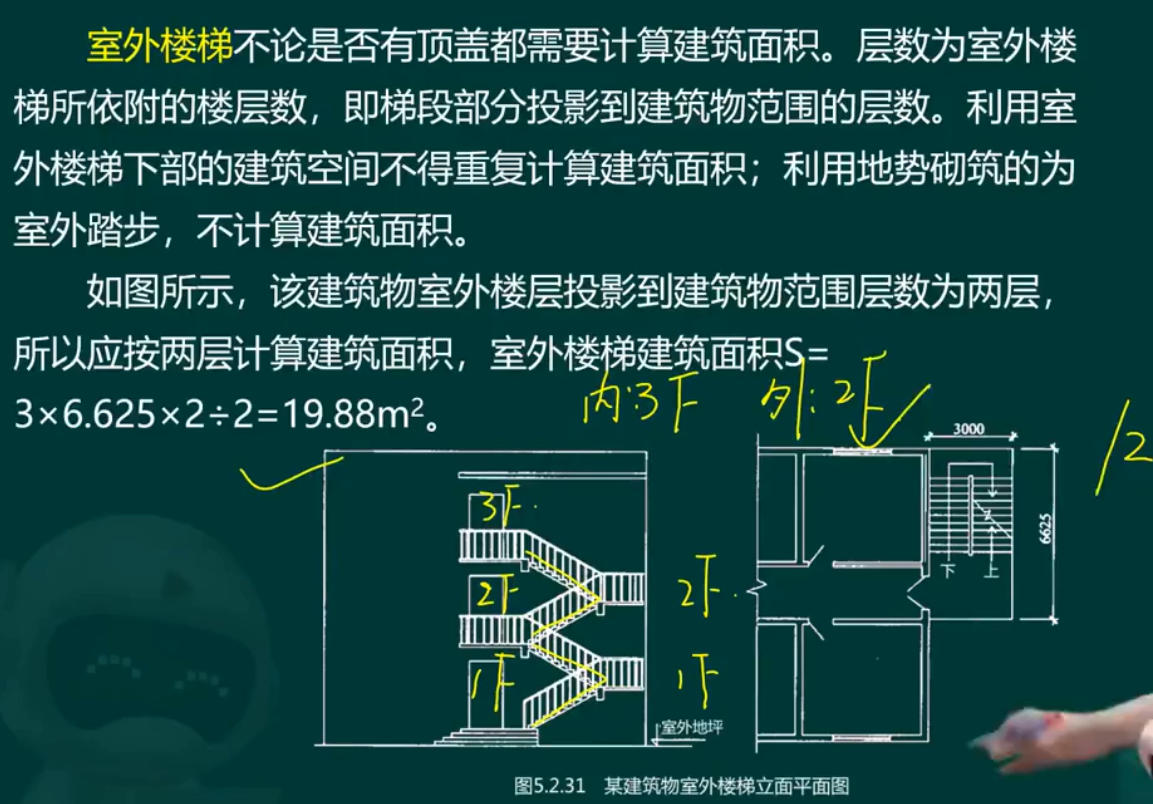 室外楼梯不论是否有顶盖都需要计算建筑面积。层数为室外楼
梯所依附的楼层数，即梯段部分投影到建筑物范围的层数。利用室
外楼梯下部的建筑空间不得重复计算建筑面积；利用地势砌筑的为
室外踏步，不计算建筑面积。
如图所示，该建筑物室外楼层投影到建筑物范围层数为两层，
所以应按两层计算建筑面积，室外楼梯建筑面积S=
3×6.625×2÷2=19.88m²。
内:3F 外:2F
/2
3000
3F
6625
下 上
2F 2F
1F 1F
室外地坪
图5.2.31 某建筑物室外楼梯立面平面图